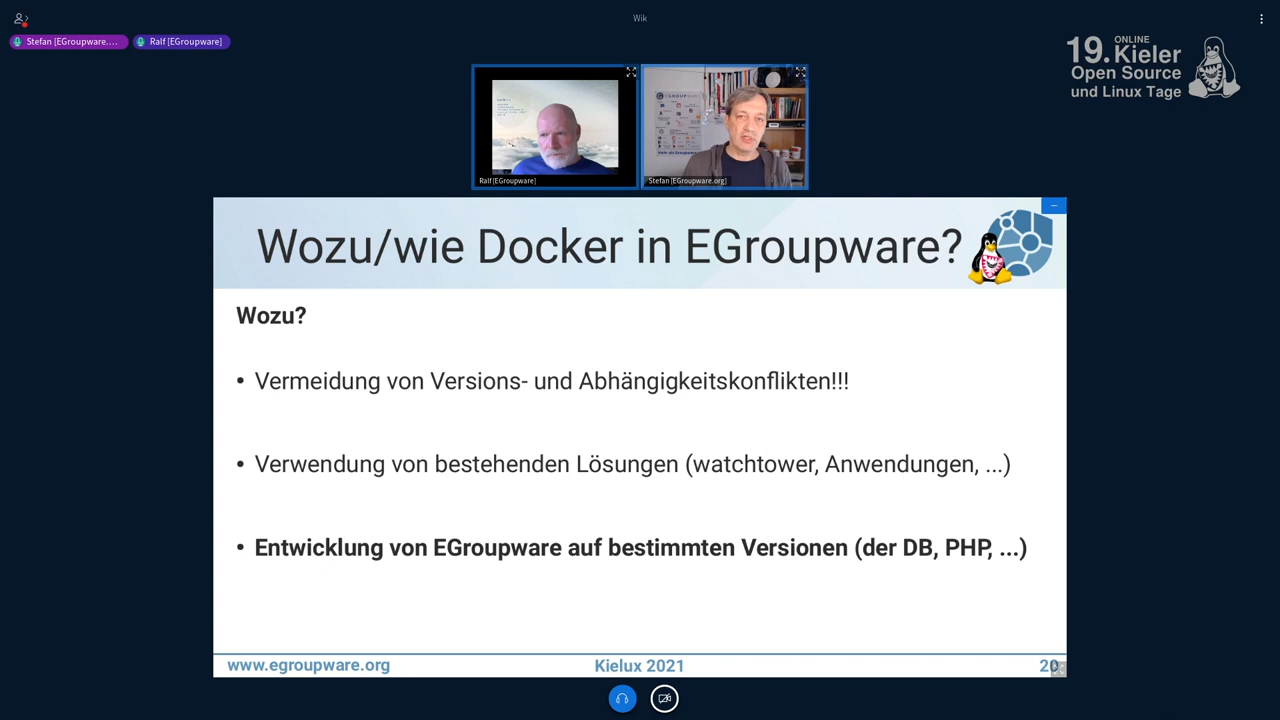 Wik
Stefan [EGroupware....
Ralf [EGroupware]
19. ONLINE Kieler
Open Source
und Linux Tage
EGROUPWARE
Ralf [EGroupware]
Stefan [EGroupware.org]
Wozu/wie Docker in EGroupware?
Wozu?
• Vermeidung von Versions- und Abhängigkeitskonflikten!!!
• Verwendung von bestehenden Lösungen (watchtower, Anwendungen, ...)
• Entwicklung von EGroupware auf bestimmten Versionen (der DB, PHP, ...)
www.egroupware.org
Kielux 2021
20